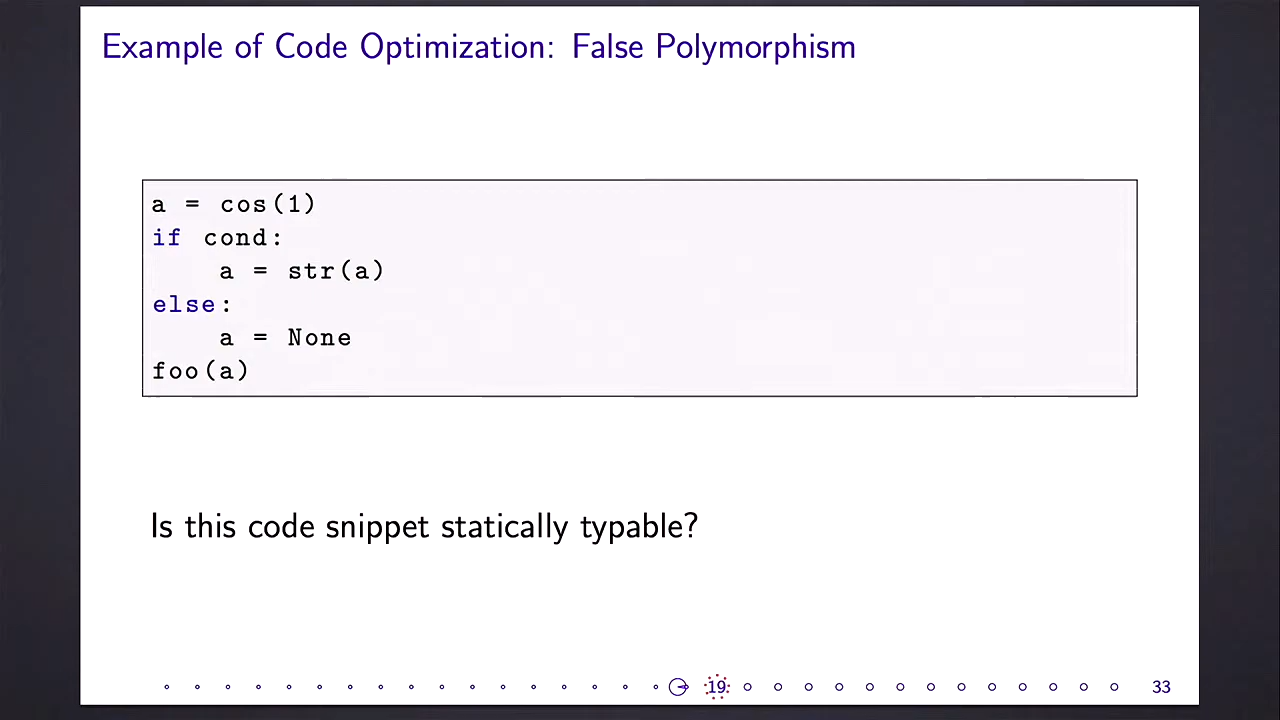 Example of Code Optimization: False Polymorphism
a = cos(1)
if cond:
    a = str(a)
else:
    a = None
foo(a)
Is this code snippet statically typable?
19
33